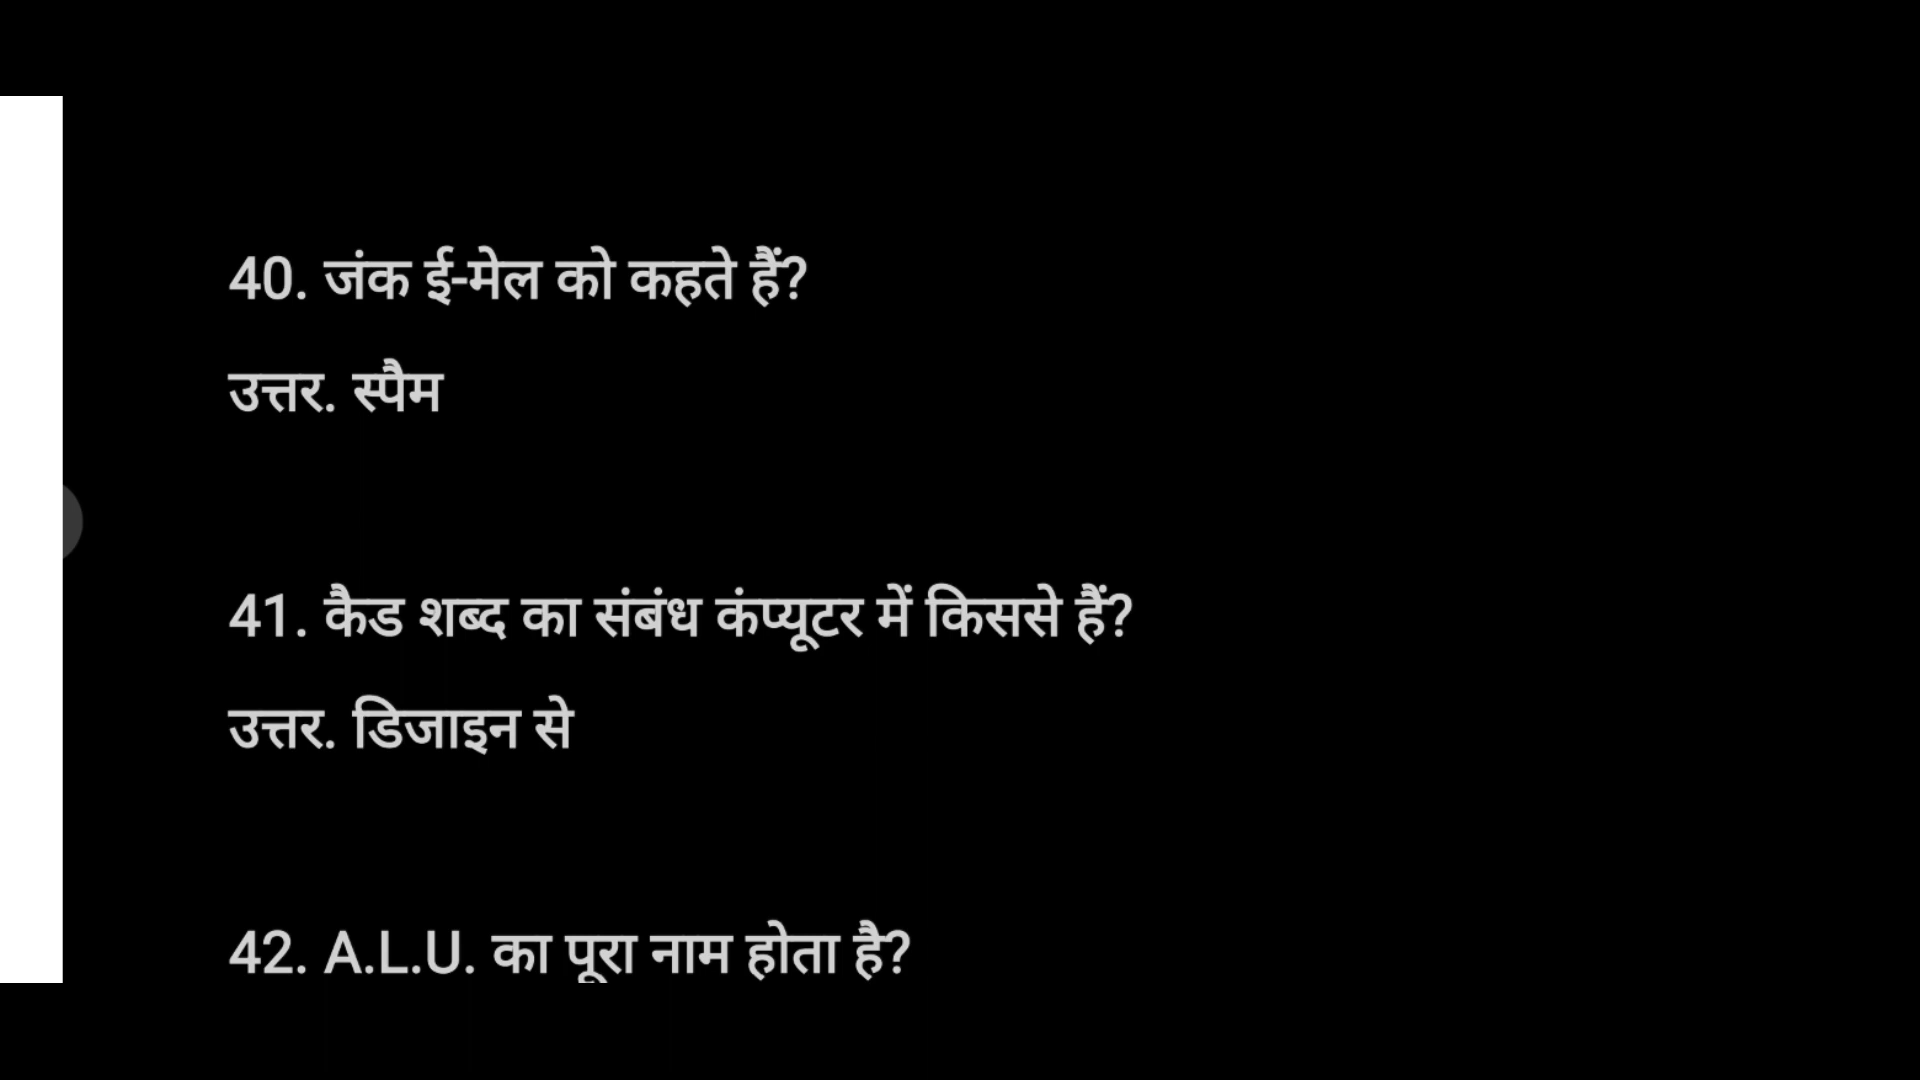 40. जंक ई-मेल को कहते हैं?
उत्तर. स्पैम
41. कैड शब्द का संबंध कंप्यूटर में किससे हैं?
उत्तर. डिजाइन से
42. A.L.U. का पूरा नाम होता है?